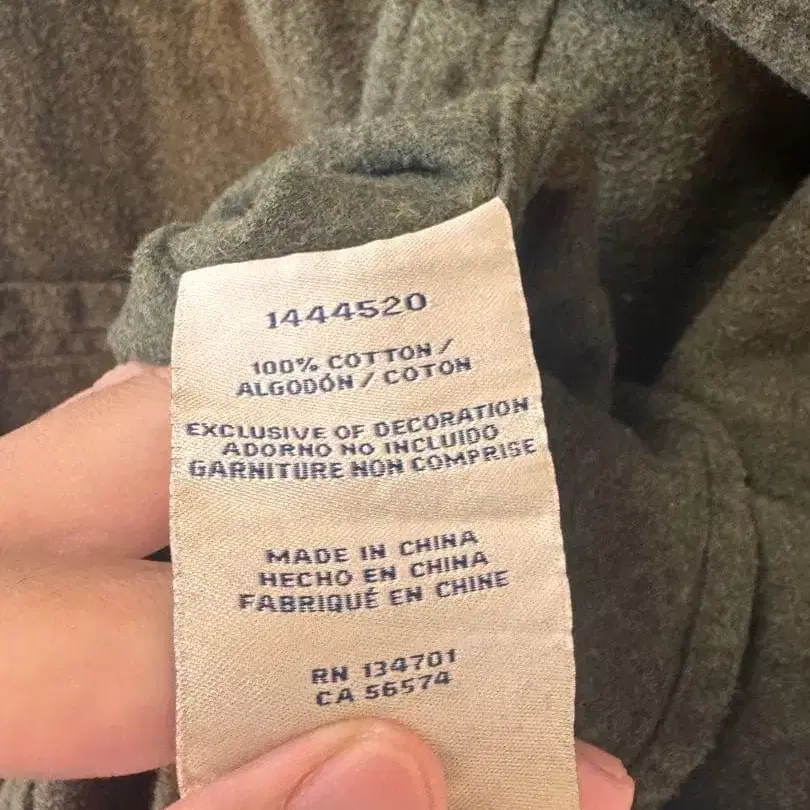 1444520
100% COTTON /
ALGODÓN / COTON
EXCLUSIVE OF DECORATION
ADORNO NO INCLUIDO
GARNITURE NON COMPRISE
MADE IN CHINA
HECHO EN CHINA
FABRIQUÉ EN CHINE
RN 134701
CA 56574